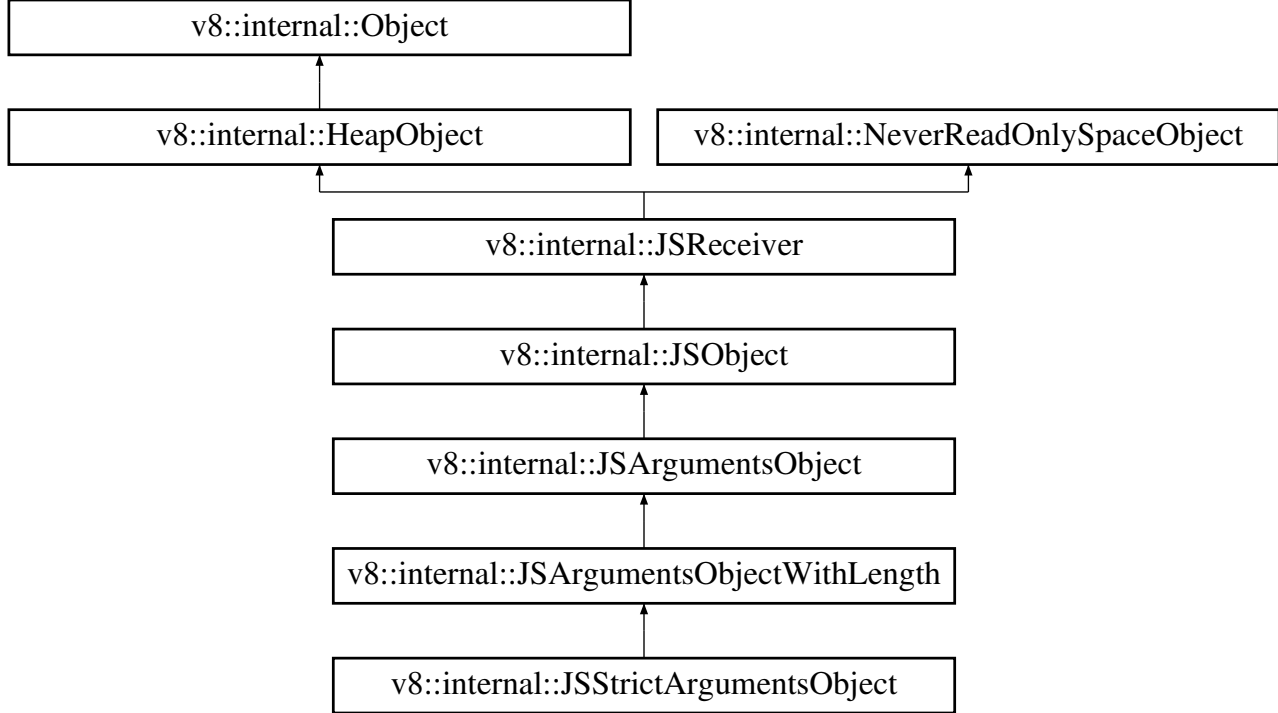 v8::internal::Object
v8::internal::HeapObject
v8::internal::NeverReadOnlySpaceObject
v8::internal::JSReceiver
v8::internal::JSObject
v8::internal::JSArgumentsObject
v8::internal::JSArgumentsObjectWithLength
v8::internal::JSStrictArgumentsObject